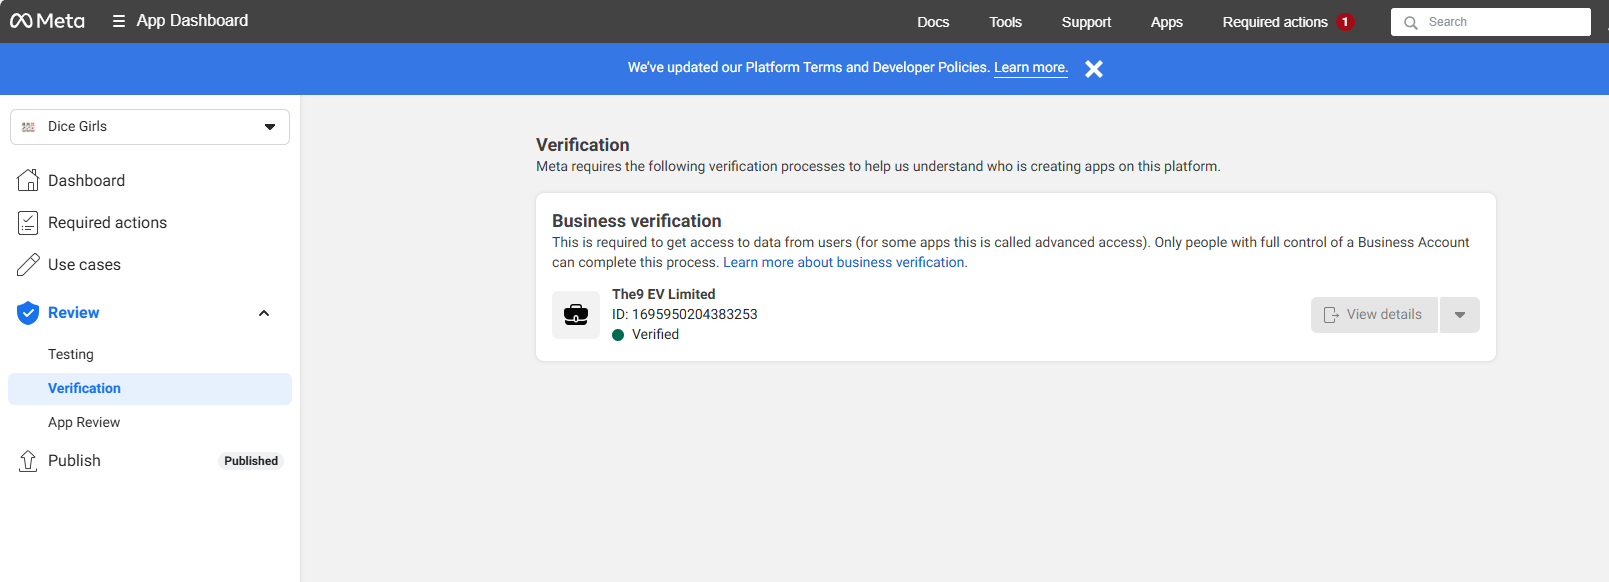 Meta
App Dashboard
Docs
Tools
Support
Apps
Required actions 1
Search
We've updated our Platform Terms and Developer Policies. Learn more.
Dice Girls
Dashboard
Required actions
Use cases
Review
Testing
Verification
App Review
Publish
Published
Verification
Meta requires the following verification processes to help us understand who is creating apps on this platform.
Business verification
This is required to get access to data from users (for some apps this is called advanced access). Only people with full control of a Business Account
can complete this process. Learn more about business verification.
The9 EV Limited
ID: 1695950204383253
Verified
View details